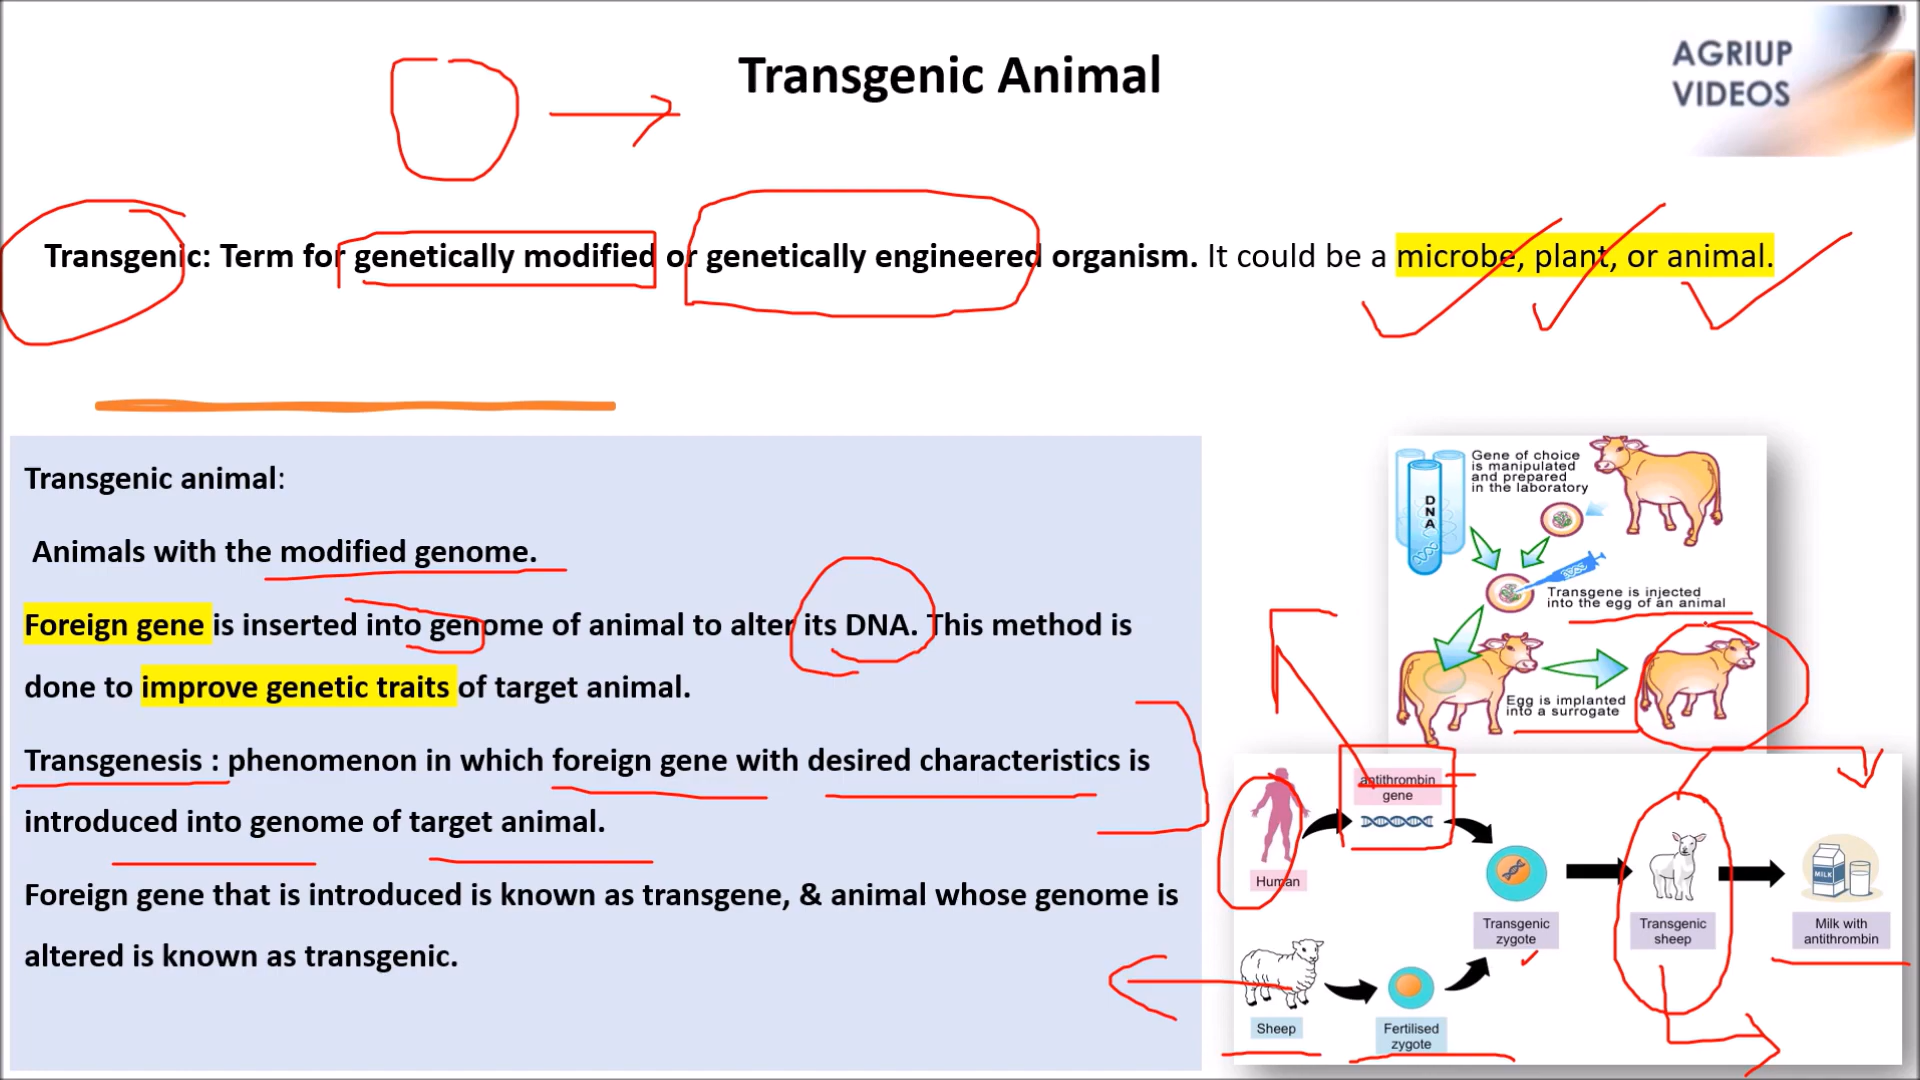 Transgenic Animal
AGRIUP
VIDEOS
Transgenic: Term for genetically modified or genetically engineered organism. It could be a microbe, plant, or animal.
Transgenic animal:
Animals with the modified genome.
Foreign gene is inserted into genome of animal to alter its DNA. This method is
done to improve genetic traits of target animal.
Transgenesis : phenomenon in which foreign gene with desired characteristics is
introduced into genome of target animal.
Foreign gene that is introduced is known as transgene, & animal whose genome is
altered is known as transgenic.
Gene of choice
is manipulated
and prepared
in the laboratory
DNA
Transgene is injected
into the egg of an animal
Egg is implanted
into a surrogate
antithrombin
gene
Human
Transgenic
zygote
Transgenic
sheep
MILK
Milk with
antithrombin
Sheep
Fertilised
zygote